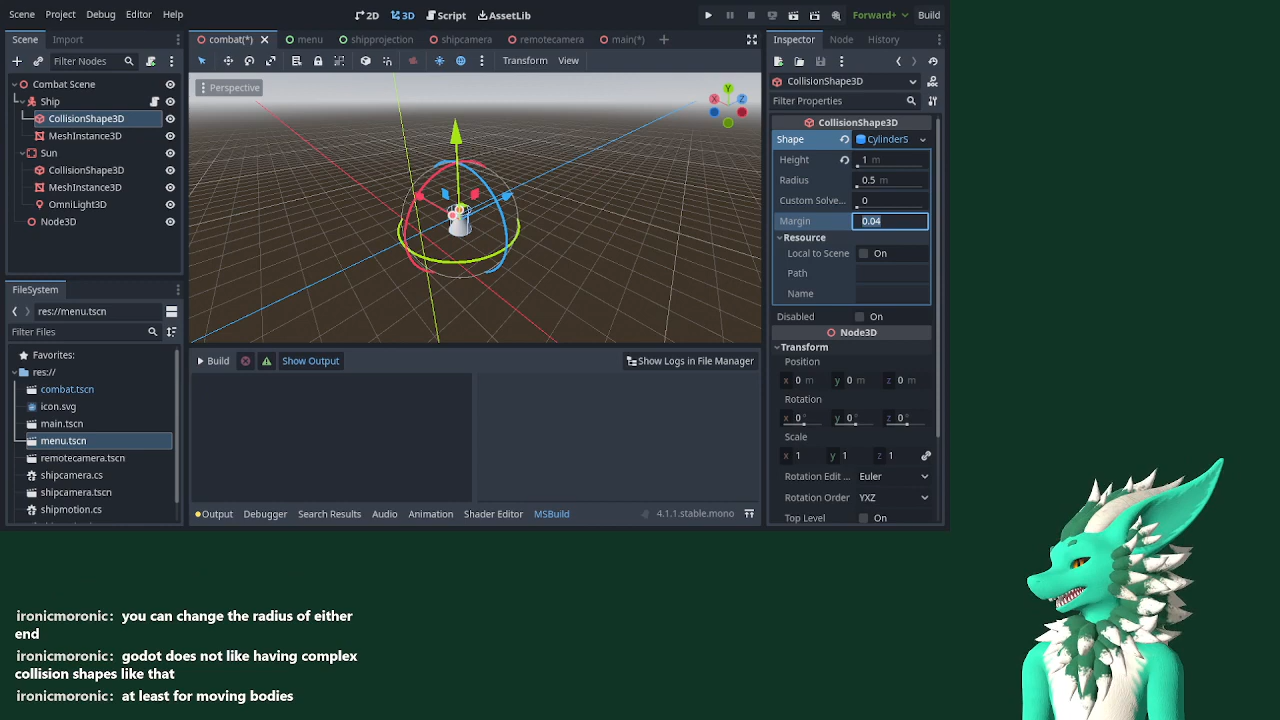 Scene Project Debug Editor Help
2D 3D Script AssetLib
Forward+ Build
Scene Import
combat(*) menu shipprojection shipcamera remotecamera main(*)
Inspector Node History
Filter Nodes
Transform View
Combat Scene
Ship
CollisionShape3D
MeshInstance3D
Sun
CollisionShape3D
MeshInstance3D
OmniLight3D
Node3D
Perspective
Y
X
Z
FileSystem
res://menu.tscn
Filter Files
Favorites:
res://
combat.tscn
icon.svg
main.tscn
menu.tscn
remotecamera.tscn
shipcamera.cs
shipcamera.tscn
shipmotion.cs
Build Show Output Show Logs in File Manager
Output Debugger Search Results Audio Animation Shader Editor MSBuild 4.1.1.stable.mono
CollisionShape3D
Filter Properties
CollisionShape3D
Shape CylinderS
Height 1 m
Radius 0.5 m
Custom Solve... 0
Margin 0.04
Resource
Local to Scene On
Path
Name
Disabled On
Node3D
Transform
Position
x 0 m y 0 m z 0 m
Rotation
x 0° y 0° z 0°
Scale
x 1 y 1 z 1
Rotation Edit ... Euler
Rotation Order YXZ
Top Level On
ironicmoronic: you can change the radius of either
end
ironicmoronic: godot does not like having complex
collision shapes like that
ironicmoronic: at least for moving bodies